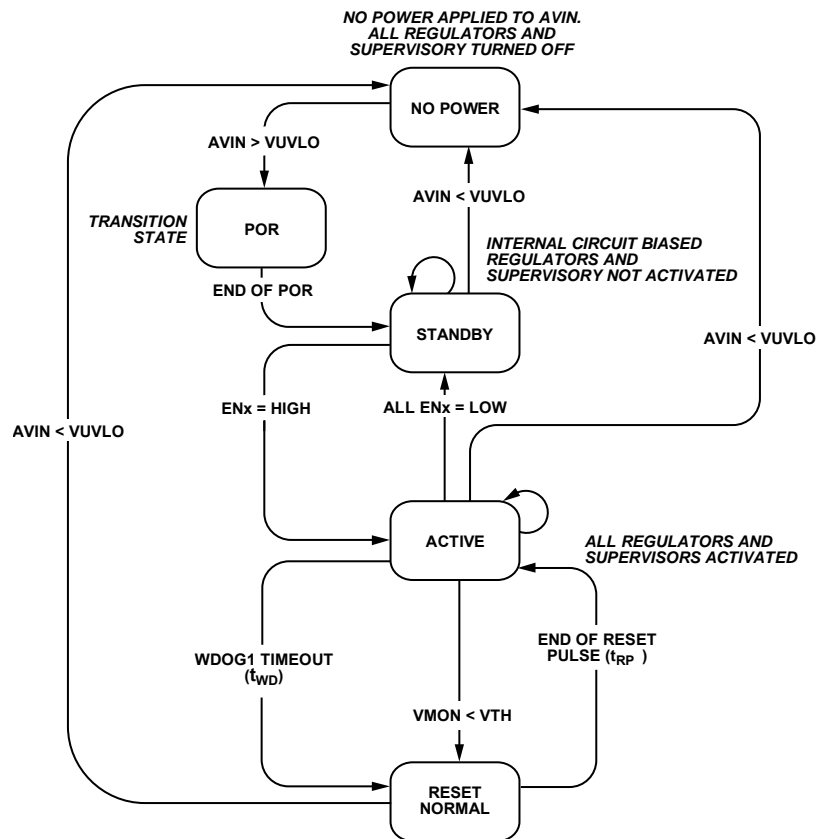 NO POWER APPLIED TO AVIN.
ALL REGULATORS AND
SUPERVISORY TURNED OFF
NO POWER
AVIN > VUVLO
AVIN < VUVLO
TRANSITION
STATE
POR
INTERNAL CIRCUIT BIASED
REGULATORS AND
SUPERVISORY NOT ACTIVATED
END OF POR
STANDBY
AVIN < VUVLO
ENx = HIGH
ALL ENx = LOW
AVIN < VUVLO
ACTIVE
ALL REGULATORS AND
SUPERVISORS ACTIVATED
WDOG1 TIMEOUT
(tWD)
END OF RESET
PULSE (tRP )
VMON < VTH
RESET
NORMAL